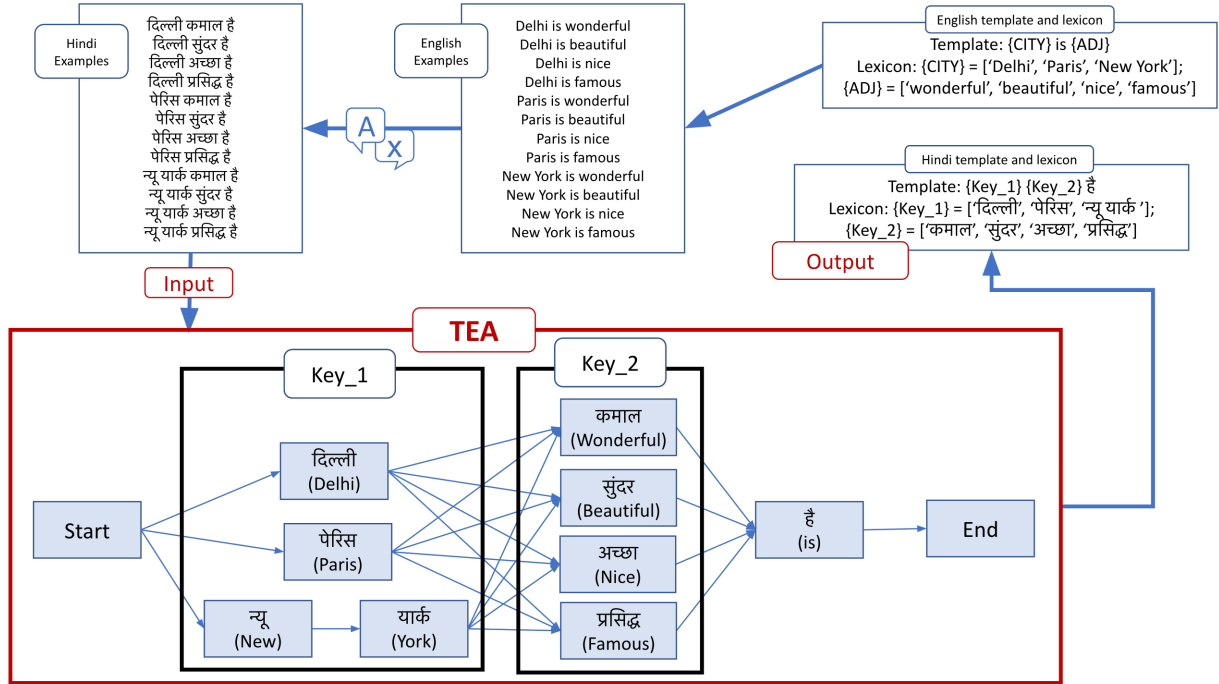 Hindi
Examples
दिल्ली कमाल है
दिल्ली सुंदर है
दिल्ली अच्छा है
दिल्ली प्रसिद्ध है
पेरिस कमाल है
पेरिस सुंदर है
पेरिस अच्छा है
पेरिस प्रसिद्ध है
न्यू यार्क कमाल है
न्यू यार्क सुंदर है
न्यू यार्क अच्छा है
न्यू यार्क प्रसिद्ध है
A
x
English
Examples
Delhi is wonderful
Delhi is beautiful
Delhi is nice
Delhi is famous
Paris is wonderful
Paris is beautiful
Paris is nice
Paris is famous
New York is wonderful
New York is beautiful
New York is nice
New York is famous
English template and lexicon
Template: {CITY} is {ADJ}
Lexicon: {CITY} = [‘Delhi’, ‘Paris’, ‘New York’];
{ADJ} = [‘wonderful’, ‘beautiful’, ‘nice’, ‘famous’]
Hindi template and lexicon
Template: {Key_1} {Key_2} है
Lexicon: {Key_1} = [‘दिल्ली’, ‘पेरिस’, ‘न्यू यार्क ’];
{Key_2} = [‘कमाल’, ‘सुंदर’, ‘अच्छा’, ‘प्रसिद्ध’]
Output
Input
TEA
Key_1
Key_2
Start
दिल्ली
(Delhi)
पेरिस
(Paris)
न्यू
(New)
यार्क
(York)
कमाल
(Wonderful)
सुंदर
(Beautiful)
अच्छा
(Nice)
प्रसिद्ध
(Famous)
है
(is)
End